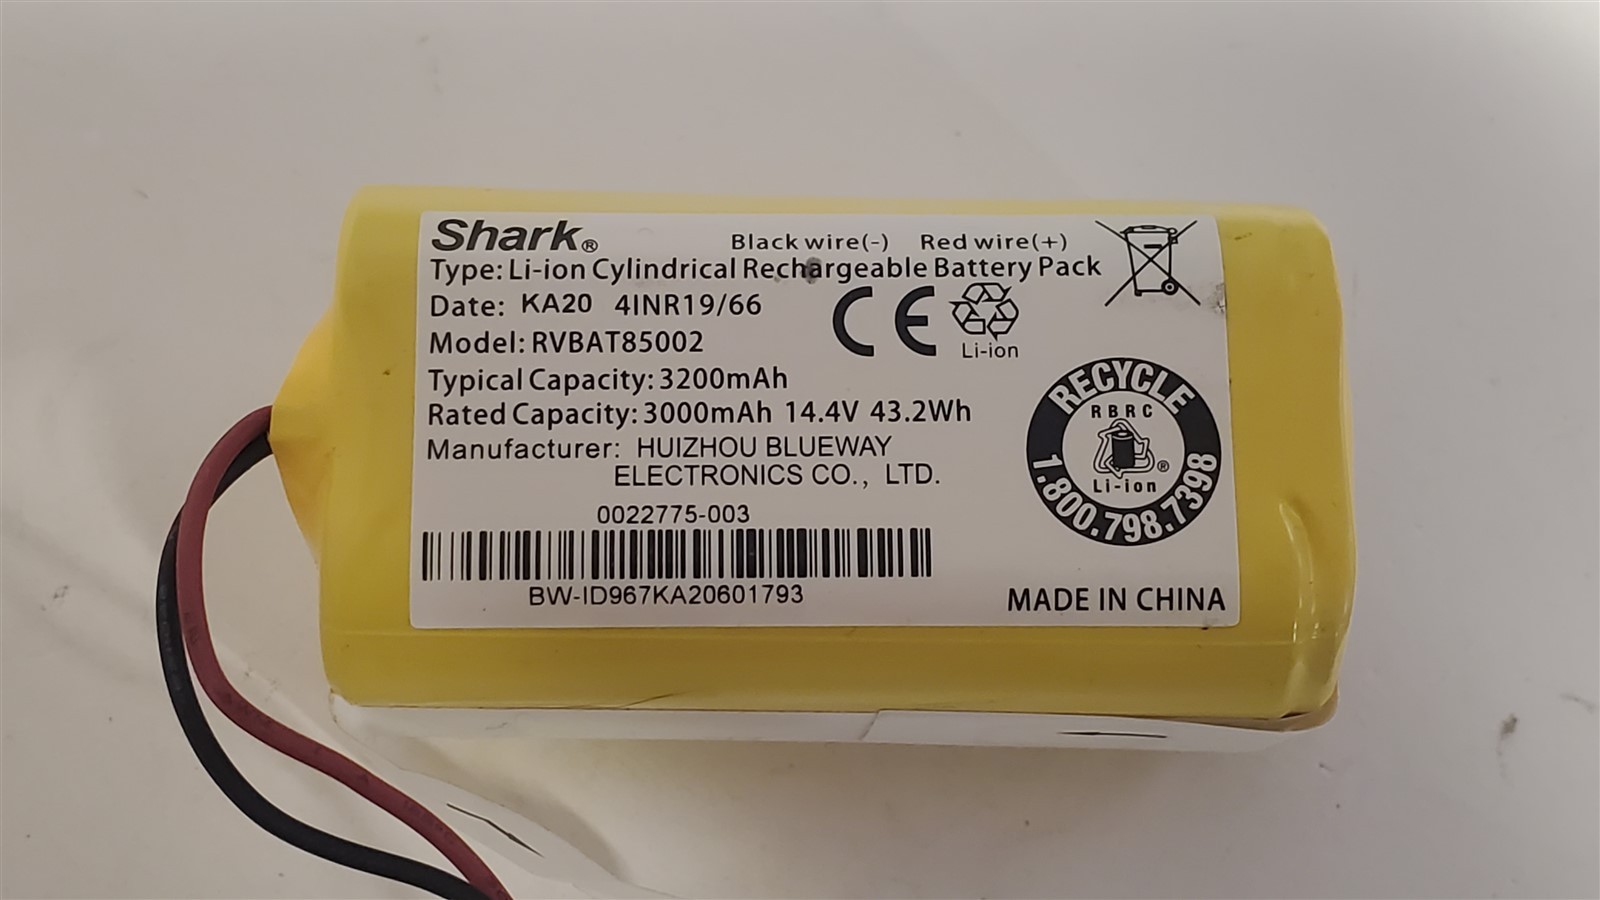 Shark®
Black wire(-) Red wire(+)
Type: Li-ion Cylindrical Rechargeable Battery Pack
Date: KA20 4INR19/66
Model: RVBAT85002
Typical Capacity: 3200mAh
Rated Capacity: 3000mAh 14.4V 43.2Wh
Manufacturer: HUIZHOU BLUEWAY
ELECTRONICS CO., LTD.
0022775-003
BW-ID967KA20601793
CE
Li-ion
RECYCLE
RBRC
®
Li-ion
1.800.798.7398
MADE IN CHINA